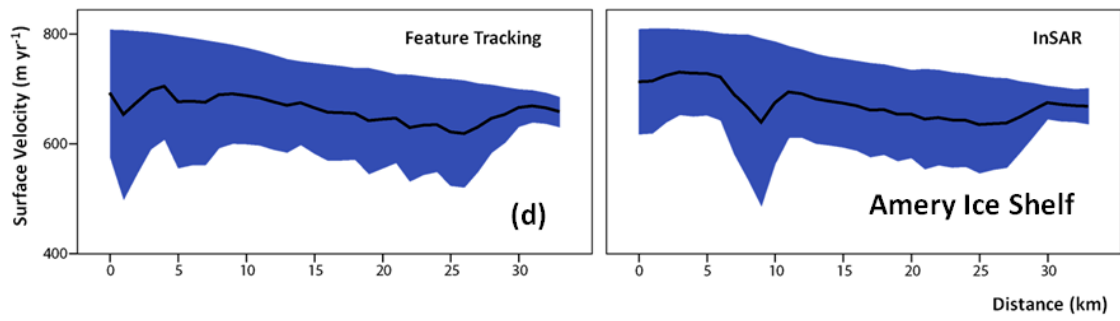 Surface Velocity (m yr⁻¹)
800
600
400
Feature Tracking
(d)
0 5 10 15 20 25 30
InSAR
Amery Ice Shelf
0 5 10 15 20 25 30
Distance (km)